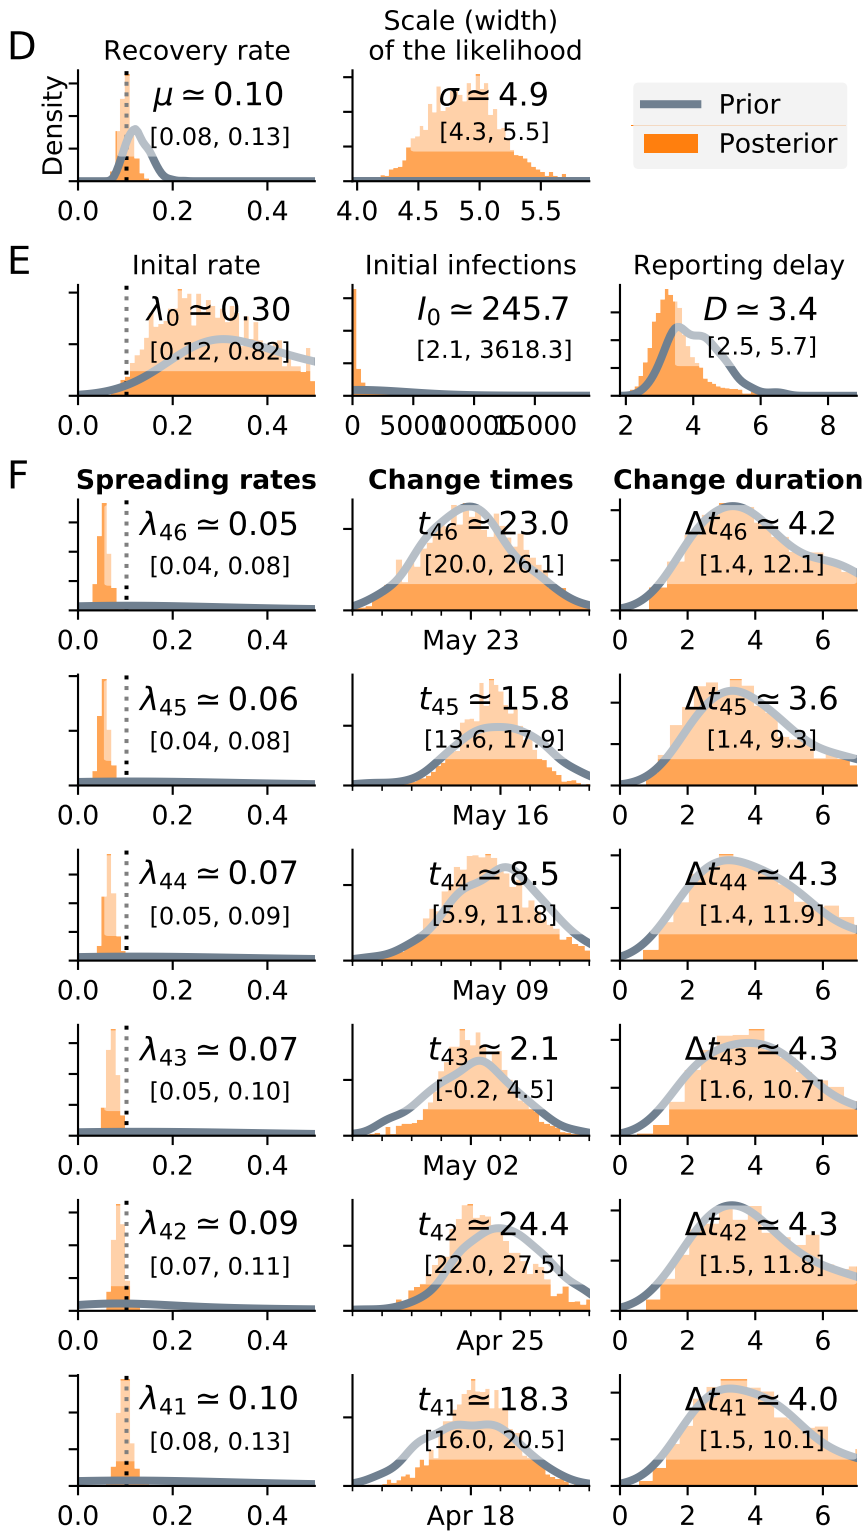 D
Recovery rate
Density
μ ≃ 0.10
[0.08, 0.13]
0.0 0.2 0.4
Scale (width)
of the likelihood
σ ≃ 4.9
[4.3, 5.5]
4.0 4.5 5.0 5.5
Prior
Posterior
E
Inital rate
λ0 ≃ 0.30
[0.12, 0.82]
0.0 0.2 0.4
Initial infections
I0 ≃ 245.7
[2.1, 3618.3]
0 5000 10000 15000
Reporting delay
D ≃ 3.4
[2.5, 5.7]
2 4 6 8
F
Spreading rates Change times Change duration
λ46 ≃ 0.05 t46 ≃ 23.0 Δt46 ≃ 4.2
[0.04, 0.08] [20.0, 26.1] [1.4, 12.1]
0.0 0.2 0.4 May 23 0 2 4 6
λ45 ≃ 0.06 t45 ≃ 15.8 Δt45 ≃ 3.6
[0.04, 0.08] [13.6, 17.9] [1.4, 9.3]
0.0 0.2 0.4 May 16 0 2 4 6
λ44 ≃ 0.07 t44 ≃ 8.5 Δt44 ≃ 4.3
[0.05, 0.09] [5.9, 11.8] [1.4, 11.9]
0.0 0.2 0.4 May 09 0 2 4 6
λ43 ≃ 0.07 t43 ≃ 2.1 Δt43 ≃ 4.3
[0.05, 0.10] [-0.2, 4.5] [1.6, 10.7]
0.0 0.2 0.4 May 02 0 2 4 6
λ42 ≃ 0.09 t42 ≃ 24.4 Δt42 ≃ 4.3
[0.07, 0.11] [22.0, 27.5] [1.5, 11.8]
0.0 0.2 0.4 Apr 25 0 2 4 6
λ41 ≃ 0.10 t41 ≃ 18.3 Δt41 ≃ 4.0
[0.08, 0.13] [16.0, 20.5] [1.5, 10.1]
0.0 0.2 0.4 Apr 18 0 2 4 6